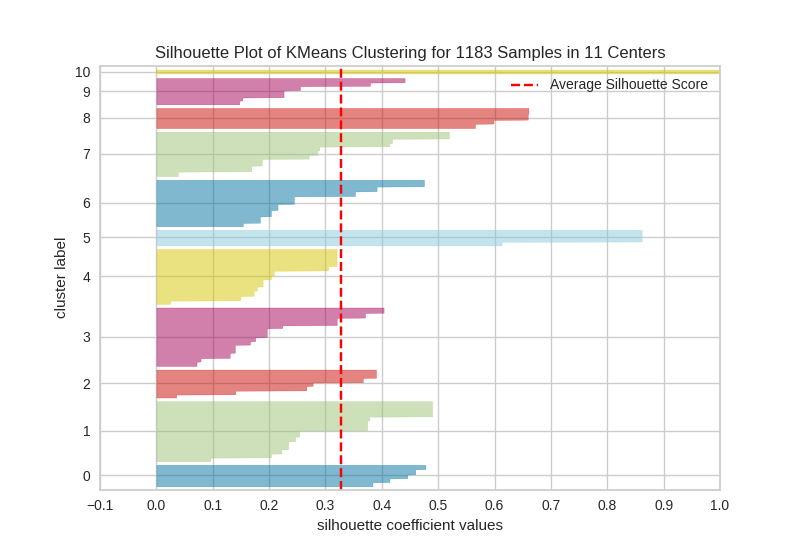 Silhouette Plot of KMeans Clustering for 1183 Samples in 11 Centers
Average Silhouette Score
10
9
8
7
6
5
4
3
2
1
0
cluster label
−0.1 0.0 0.1 0.2 0.3 0.4 0.5 0.6 0.7 0.8 0.9 1.0
silhouette coefficient values